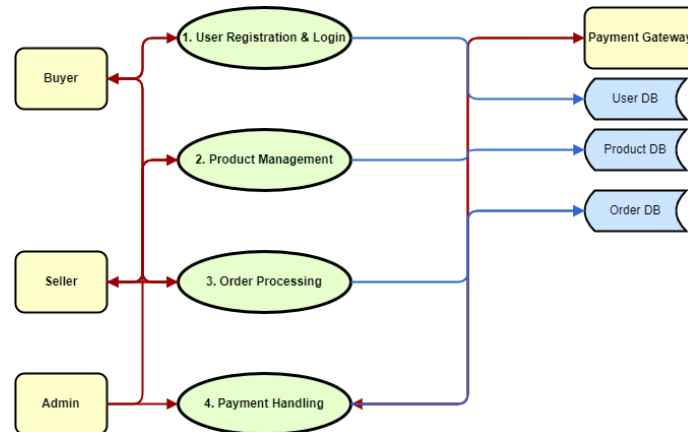 1. User Registration & Login
Payment Gateway
Buyer
User DB
Product DB
2. Product Management
Order DB
Seller
3. Order Processing
Admin
4. Payment Handling